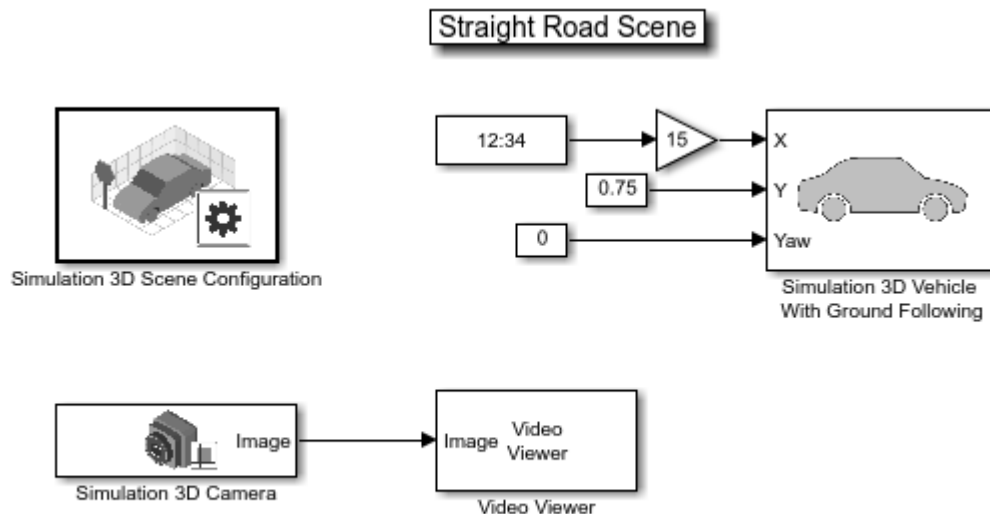 Straight Road Scene
12:34
15
X
0.75
Y
0
Yaw
Simulation 3D Scene Configuration
Simulation 3D Vehicle
With Ground Following
Image
Simulation 3D Camera
Image
Video
Viewer
Video Viewer